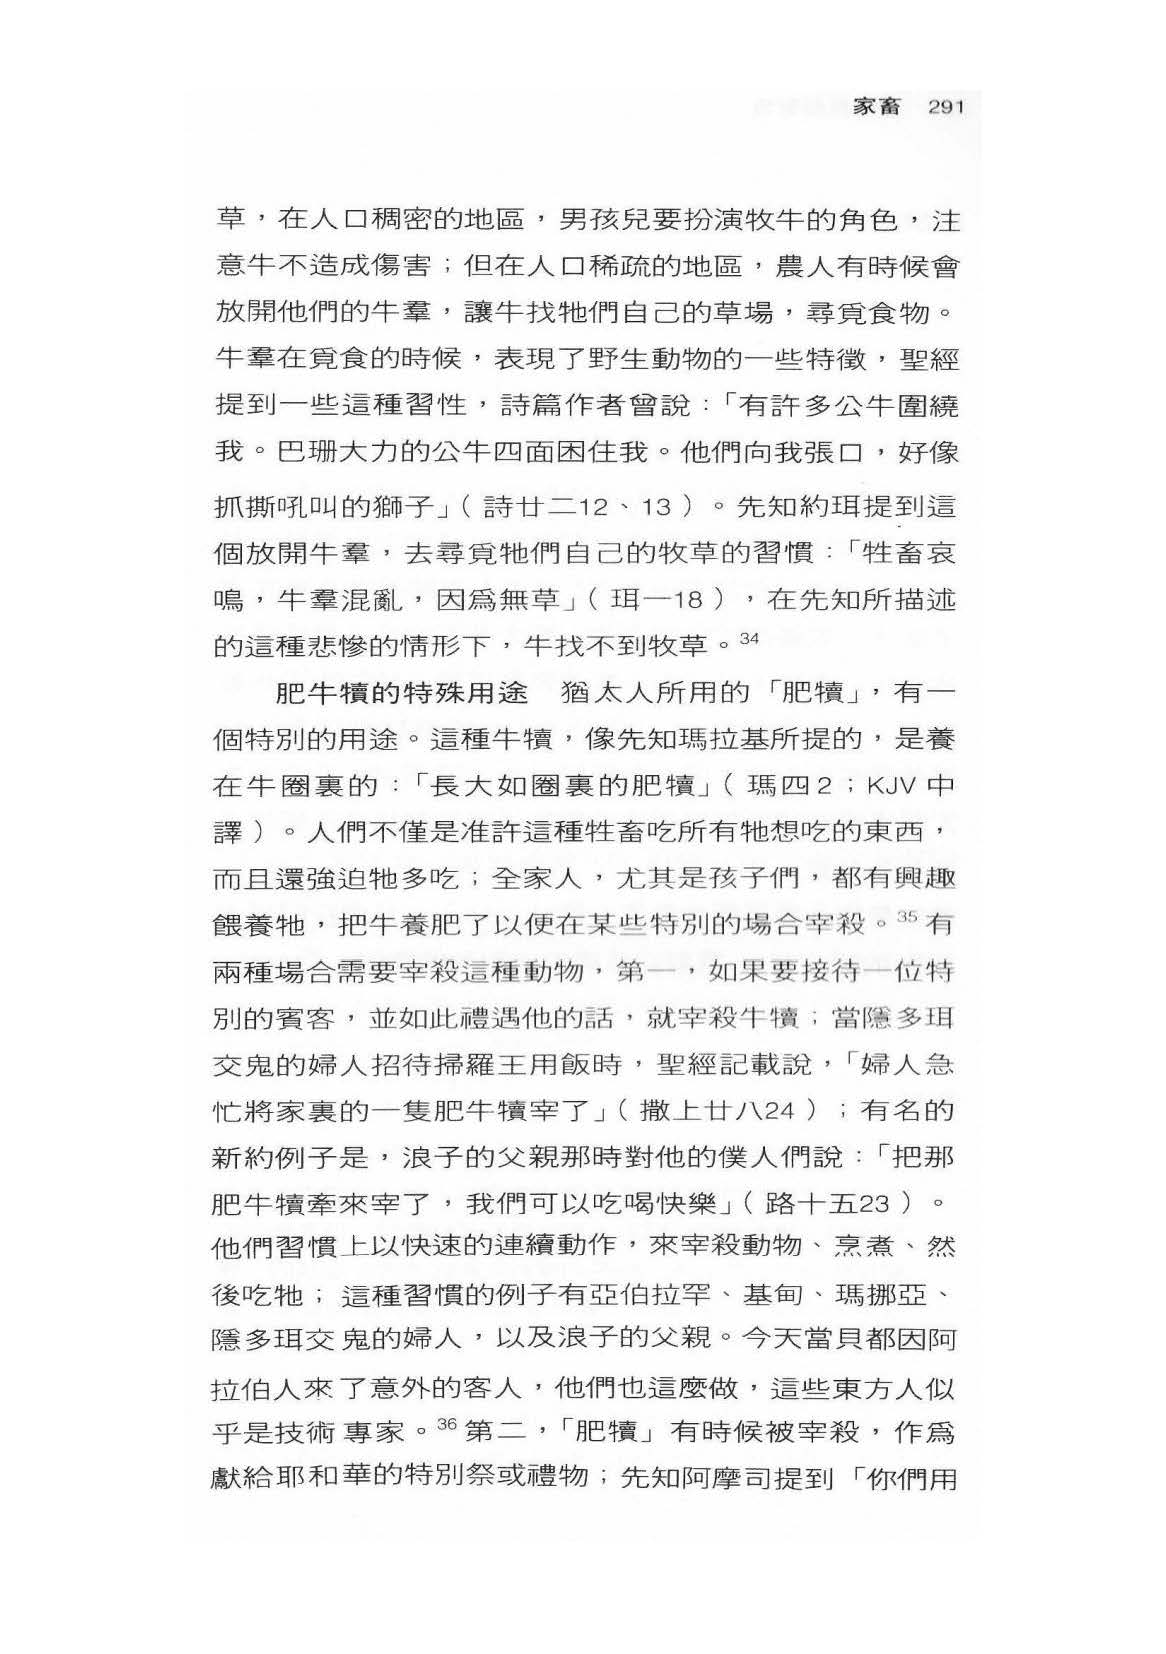 家畜 291
草，在人口稠密的地區，男孩兒要扮演牧牛的角色，注
意牛不造成傷害；但在人口稀疏的地區，農人有時候會
放開他們的牛羣，讓牛找牠們自己的草場，尋覓食物。
牛羣在覓食的時候，表現了野生動物的一些特徵，聖經
提到一些這種習性，詩篇作者曾說：「有許多公牛圍繞
我。巴珊大力的公牛四面困住我。他們向我張口，好像
抓撕吼叫的獅子」（詩廿二12、13）。先知約珥提到這
個放開牛羣，去尋覓牠們自己的牧草的習慣：「牲畜哀
鳴，牛羣混亂，因爲無草」（珥一18），在先知所描述
的這種悲慘的情形下，牛找不到牧草。34
肥牛犢的特殊用途　猶太人所用的「肥犢」，有一
個特別的用途。這種牛犢，像先知瑪拉基所提的，是養
在牛圈裏的：「長大如圈裏的肥犢」（瑪四2；KJV 中
譯）。人們不僅是准許這種牲畜吃所有牠想吃的東西，
而且還強迫牠多吃；全家人，尤其是孩子們，都有興趣
餵養牠，把牛養肥了以便在某些特別的場合宰殺。35 有
兩種場合需要宰殺這種動物，第一，如果要接待一位特
別的賓客，並如此禮遇他的話，就宰殺牛犢；當隱多珥
交鬼的婦人招待掃羅王用飯時，聖經記載說，「婦人急
忙將家裏的一隻肥牛犢宰了」（撒上廿八24）；有名的
新約例子是，浪子的父親那時對他的僕人們說：「把那
肥牛犢牽來宰了，我們可以吃喝快樂」（路十五23）。
他們習慣上以快速的連續動作，來宰殺動物、烹煮、然
後吃牠；這種習慣的例子有亞伯拉罕、基甸、瑪挪亞、
隱多珥交鬼的婦人，以及浪子的父親。今天當貝都因阿
拉伯人來了意外的客人，他們也這麼做，這些東方人似
乎是技術專家。36 第二，「肥犢」有時候被宰殺，作爲
獻給耶和華的特別祭或禮物；先知阿摩司提到「你們用